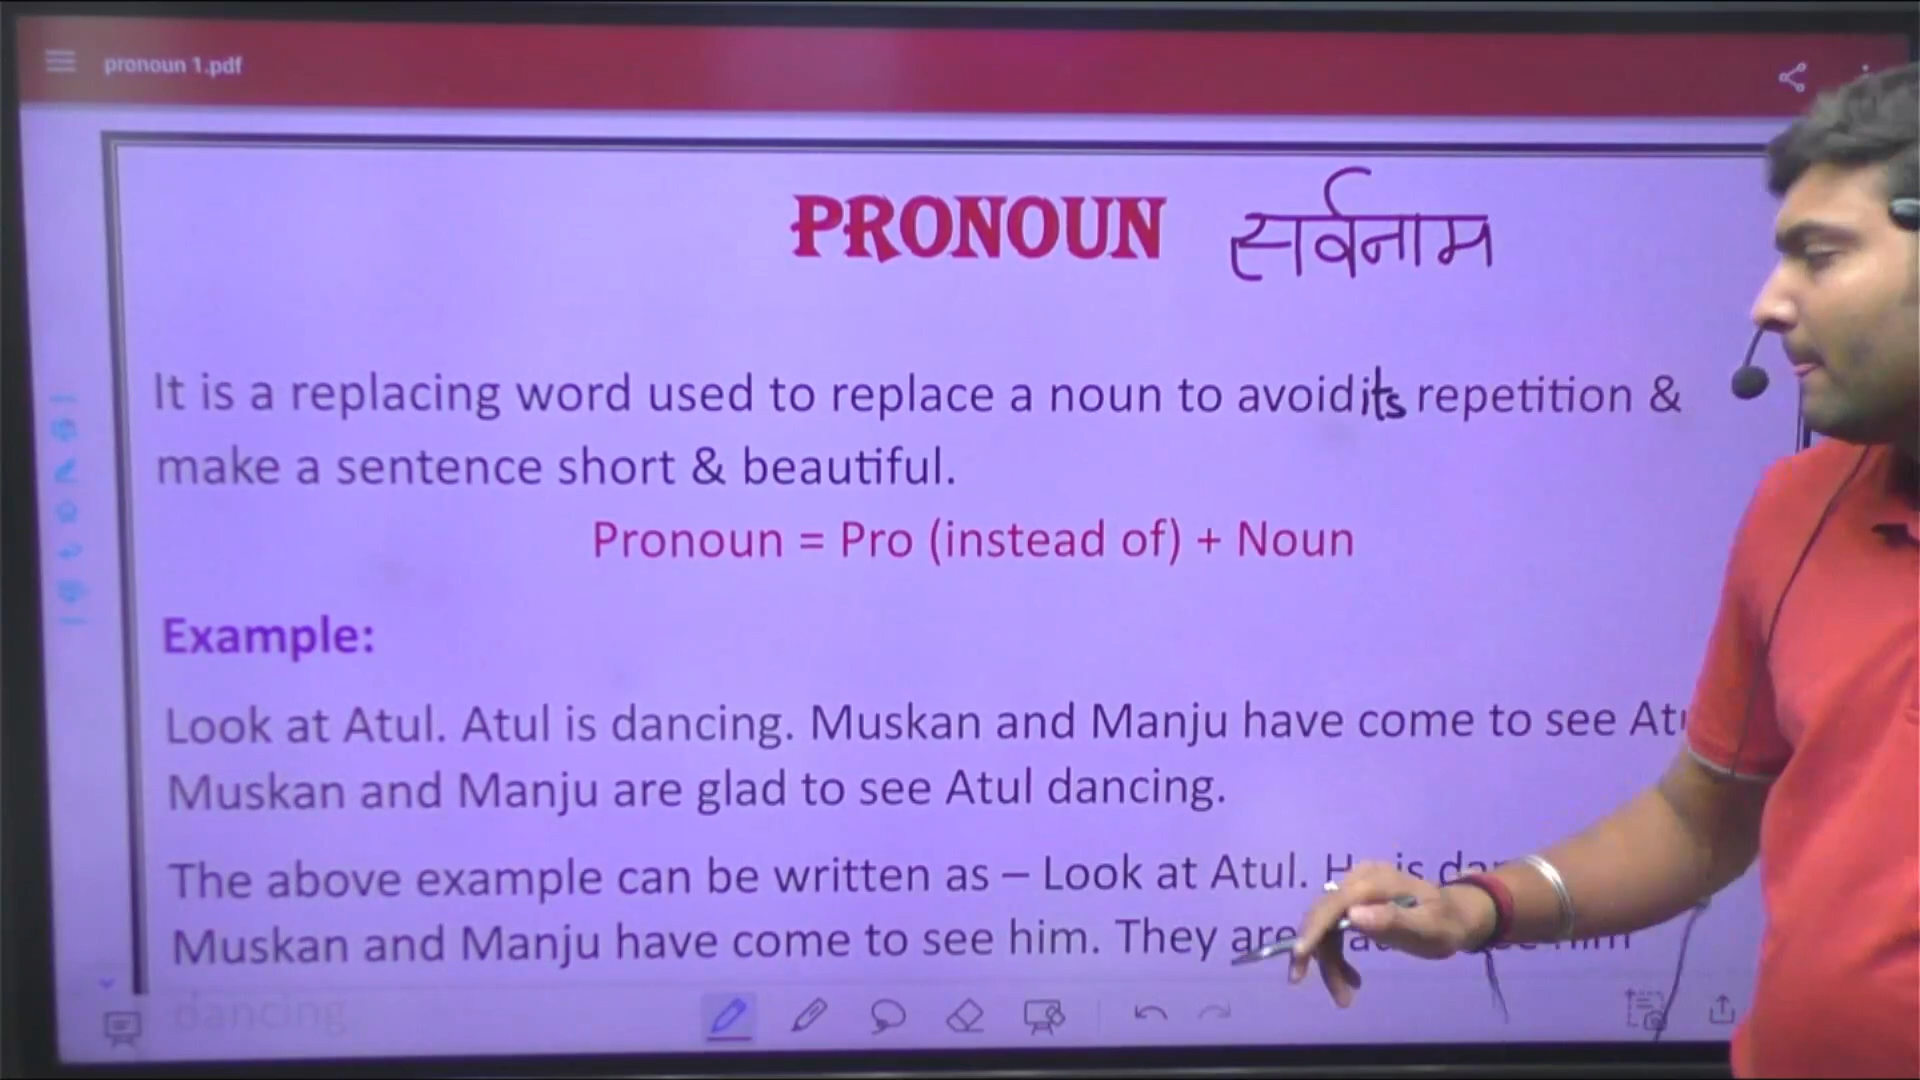 pronoun 1.pdf
PRONOUN सर्वनाम
It is a replacing word used to replace a noun to avoid its repetition &
make a sentence short & beautiful.
Pronoun = Pro (instead of) + Noun
Example:
Look at Atul. Atul is dancing. Muskan and Manju have come to see
Muskan and Manju are glad to see Atul dancing.
The above example can be written as – Look at Atul. is
Muskan and Manju have come to see him. They are him
dancing